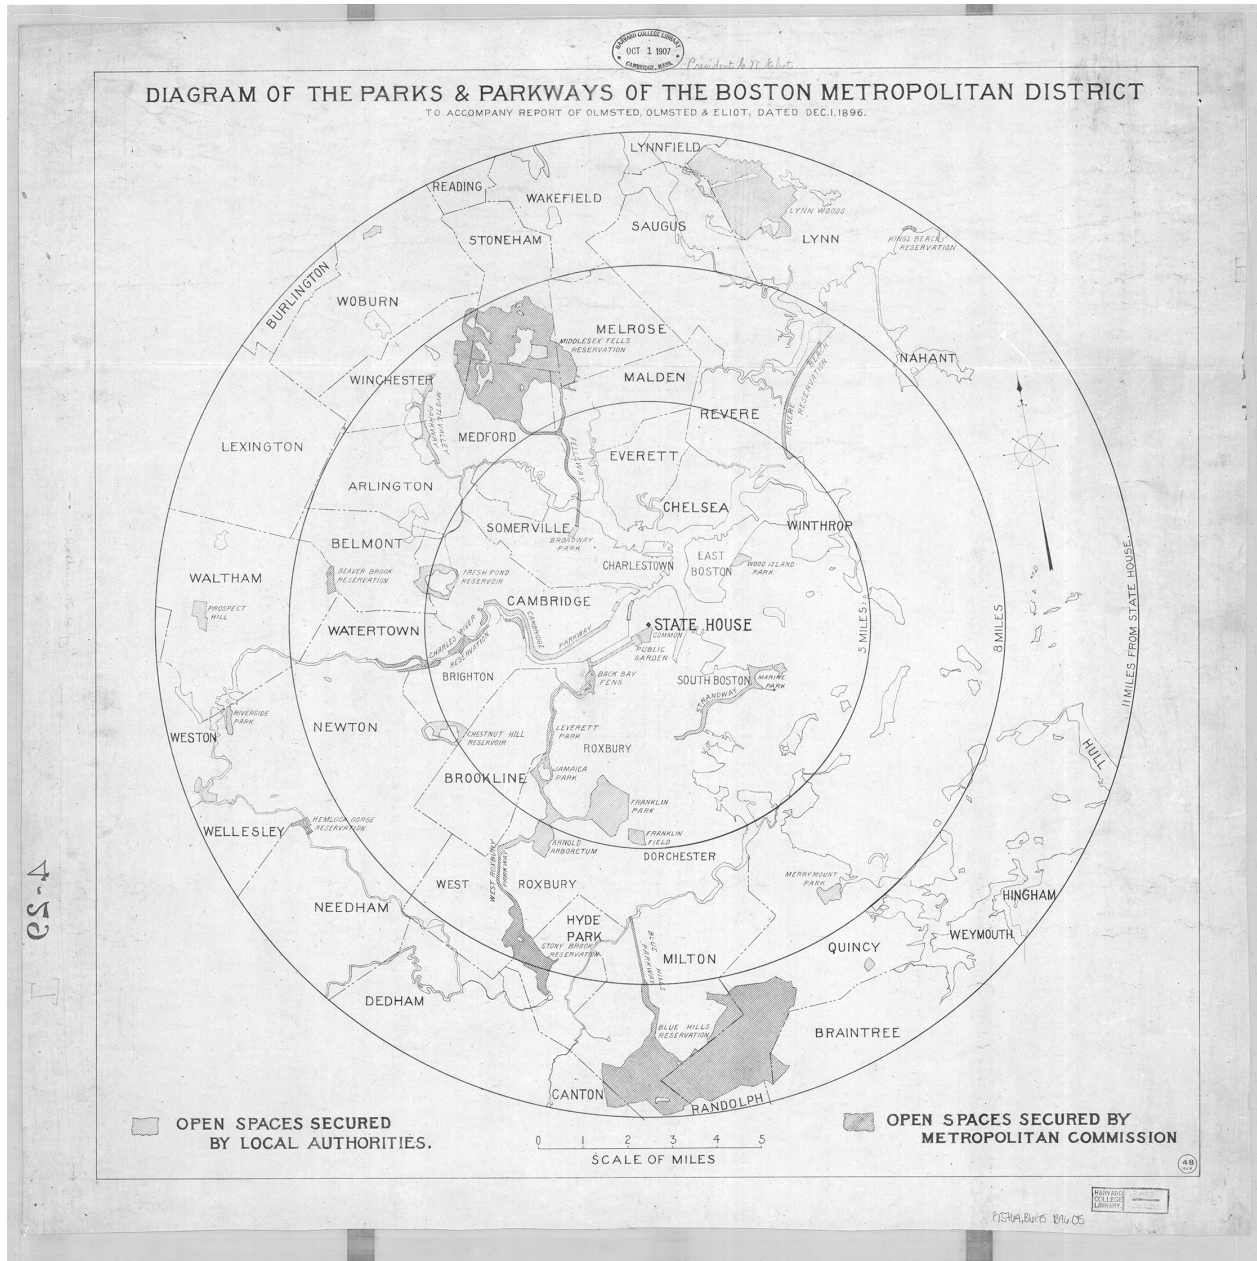 HARVARD COLLEGE LIBRARY
OCT 1 1907
CAMBRIDGE, MASS.
DIAGRAM OF THE PARKS & PARKWAYS OF THE BOSTON METROPOLITAN DISTRICT
TO ACCOMPANY REPORT OF OLMSTED, OLMSTED & ELIOT, DATED DEC. 1, 1896.
LYNNFIELD
READING
WAKEFIELD
LYNN WOODS
SAUGUS
STONEHAM
LYNN
KINGS BEACH
RESERVATION
BURLINGTON
WOBURN
MELROSE
MIDDLESEX FELLS
RESERVATION
NAHANT
WINCHESTER
MALDEN
REVERE BEACH
RESERVATION
MYSTIC VALLEY
PARKWAY
REVERE
LEXINGTON
MEDFORD
FELLSWAY
EVERETT
ARLINGTON
CHELSEA
SOMERVILLE
WINTHROP
BROADWAY
PARK
BELMONT
CHARLESTOWN
EAST
BOSTON
WOOD ISLAND
PARK
WALTHAM
BEAVER BROOK
RESERVATION
FRESH POND
RESERVOIR
PROSPECT
HILL
CAMBRIDGE
CAMBRIDGE PARKWAY
WATERTOWN
CHARLES RIVER
RESERVATION
STATE HOUSE
COMMON
PUBLIC
GARDEN
3 MILES
8 MILES
11 MILES FROM STATE HOUSE.
BRIGHTON
BACK BAY
FENS
SOUTH BOSTON
MARINE
PARK
STRANDWAY
RIVERSIDE
PARK
WESTON
NEWTON
CHESTNUT HILL
RESERVOIR
LEVERETT
PARK
ROXBURY
HULL
BROOKLINE
JAMAICA
PARK
FRANKLIN
PARK
WELLESLEY
HEMLOCK GORGE
RESERVATION
FRANKLIN
FIELD
ARNOLD
ARBORETUM
DORCHESTER
WEST ROXBURY
PARKWAY
WEST ROXBURY
MERRYMOUNT
PARK
HINGHAM
NEEDHAM
HYDE
PARK
STONY BROOK
RESERVATION
BLUE HILLS
PARKWAY
MILTON
QUINCY
WEYMOUTH
DEDHAM
BLUE HILLS
RESERVATION
BRAINTREE
CANTON
RANDOLPH
OPEN SPACES SECURED
BY LOCAL AUTHORITIES.
OPEN SPACES SECURED BY
METROPOLITAN COMMISSION
0 1 2 3 4 5
SCALE OF MILES
48
HARVARD
COLLEGE
LIBRARY
4-29